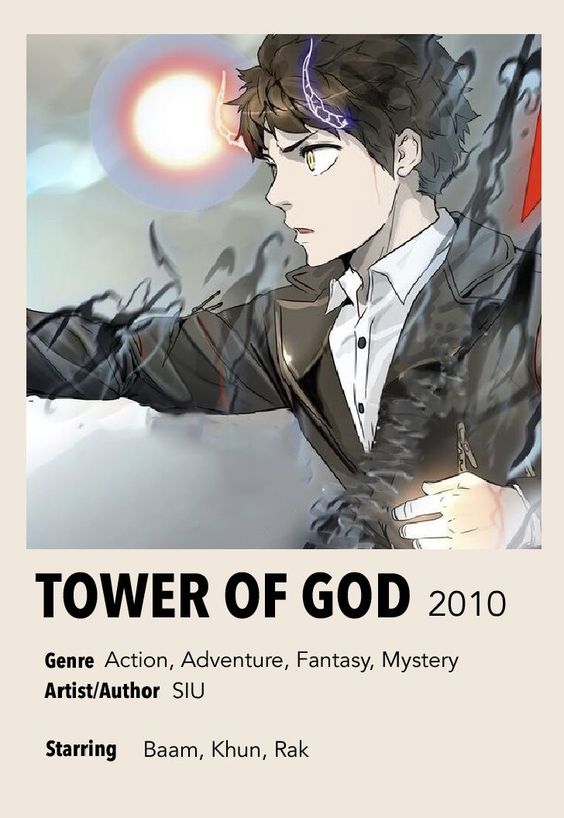 TOWER OF GOD 2010
Genre Action, Adventure, Fantasy, Mystery
Artist/Author SIU
Starring Baam, Khun, Rak